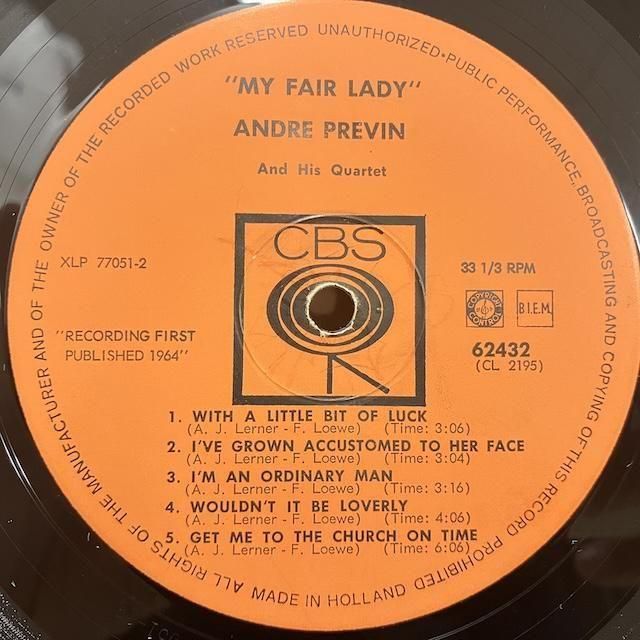 ALL RIGHTS OF THE MANUFACTURER AND OF THE OWNER OF THE RECORDED WORK RESERVED UNAUTHORIZED·PUBLIC PERFORMANCE, BROADCASTING AND COPYING OF THIS RECORD PROHIBITED
"MY FAIR LADY"
ANDRE PREVIN
And His Quartet
CBS
XLP 77051-2
33 1/3 RPM
COPYRIGHT CONTROL
B.I.E.M.
"RECORDING FIRST
PUBLISHED 1964"
62432
(CL 2195)
1. WITH A LITTLE BIT OF LUCK
(A. J. Lerner - F. Loewe) (Time: 3:06)
2. I'VE GROWN ACCUSTOMED TO HER FACE
(A. J. Lerner - F. Loewe) (Time: 3:04)
3. I'M AN ORDINARY MAN
(A. J. Lerner - F. Loewe) (Time: 3:16)
4. WOULDN'T IT BE LOVERLY
(A. J. Lerner - F. Loewe) (Time: 4:06)
5. GET ME TO THE CHURCH ON TIME
(A. J. Lerner - F. Loewe) (Time: 6:06)
MADE IN HOLLAND